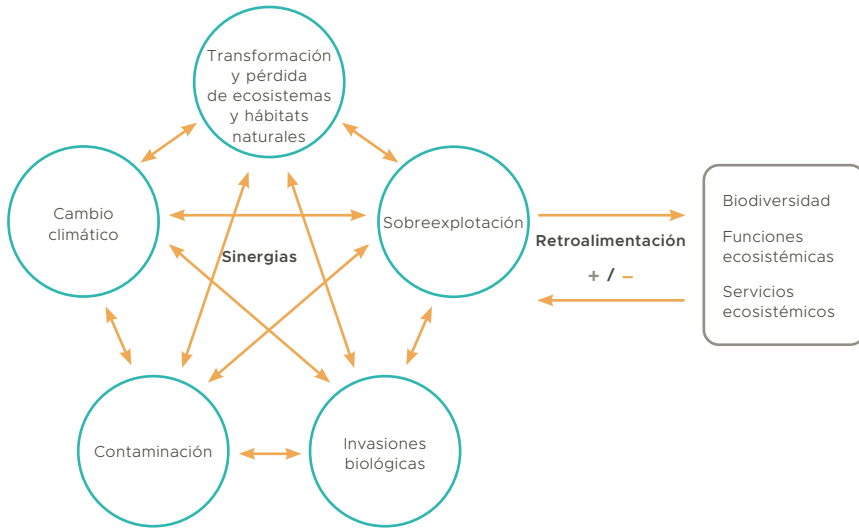 Transformación
y pérdida
de ecosistemas
y hábitats
naturales
Cambio
climático
Sobreexplotación
Sinergias
Contaminación
Invasiones
biológicas
Retroalimentación
+ / −
Biodiversidad
Funciones
ecosistémicas
Servicios
ecosistémicos